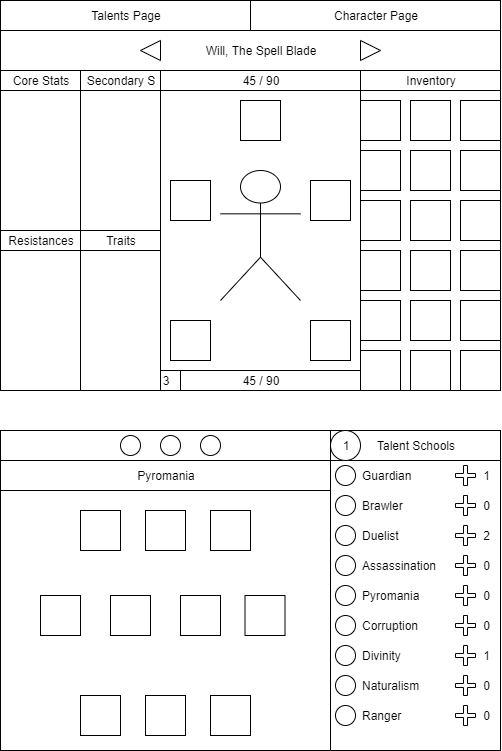 Talents Page Character Page
Will, The Spell Blade
Core Stats Secondary S 45 / 90 Inventory
Resistances Traits
3 45 / 90
1 Talent Schools
Pyromania Guardian 1
Brawler 0
Duelist 2
Assassination 0
Pyromania 0
Corruption 0
Divinity 1
Naturalism 0
Ranger 0